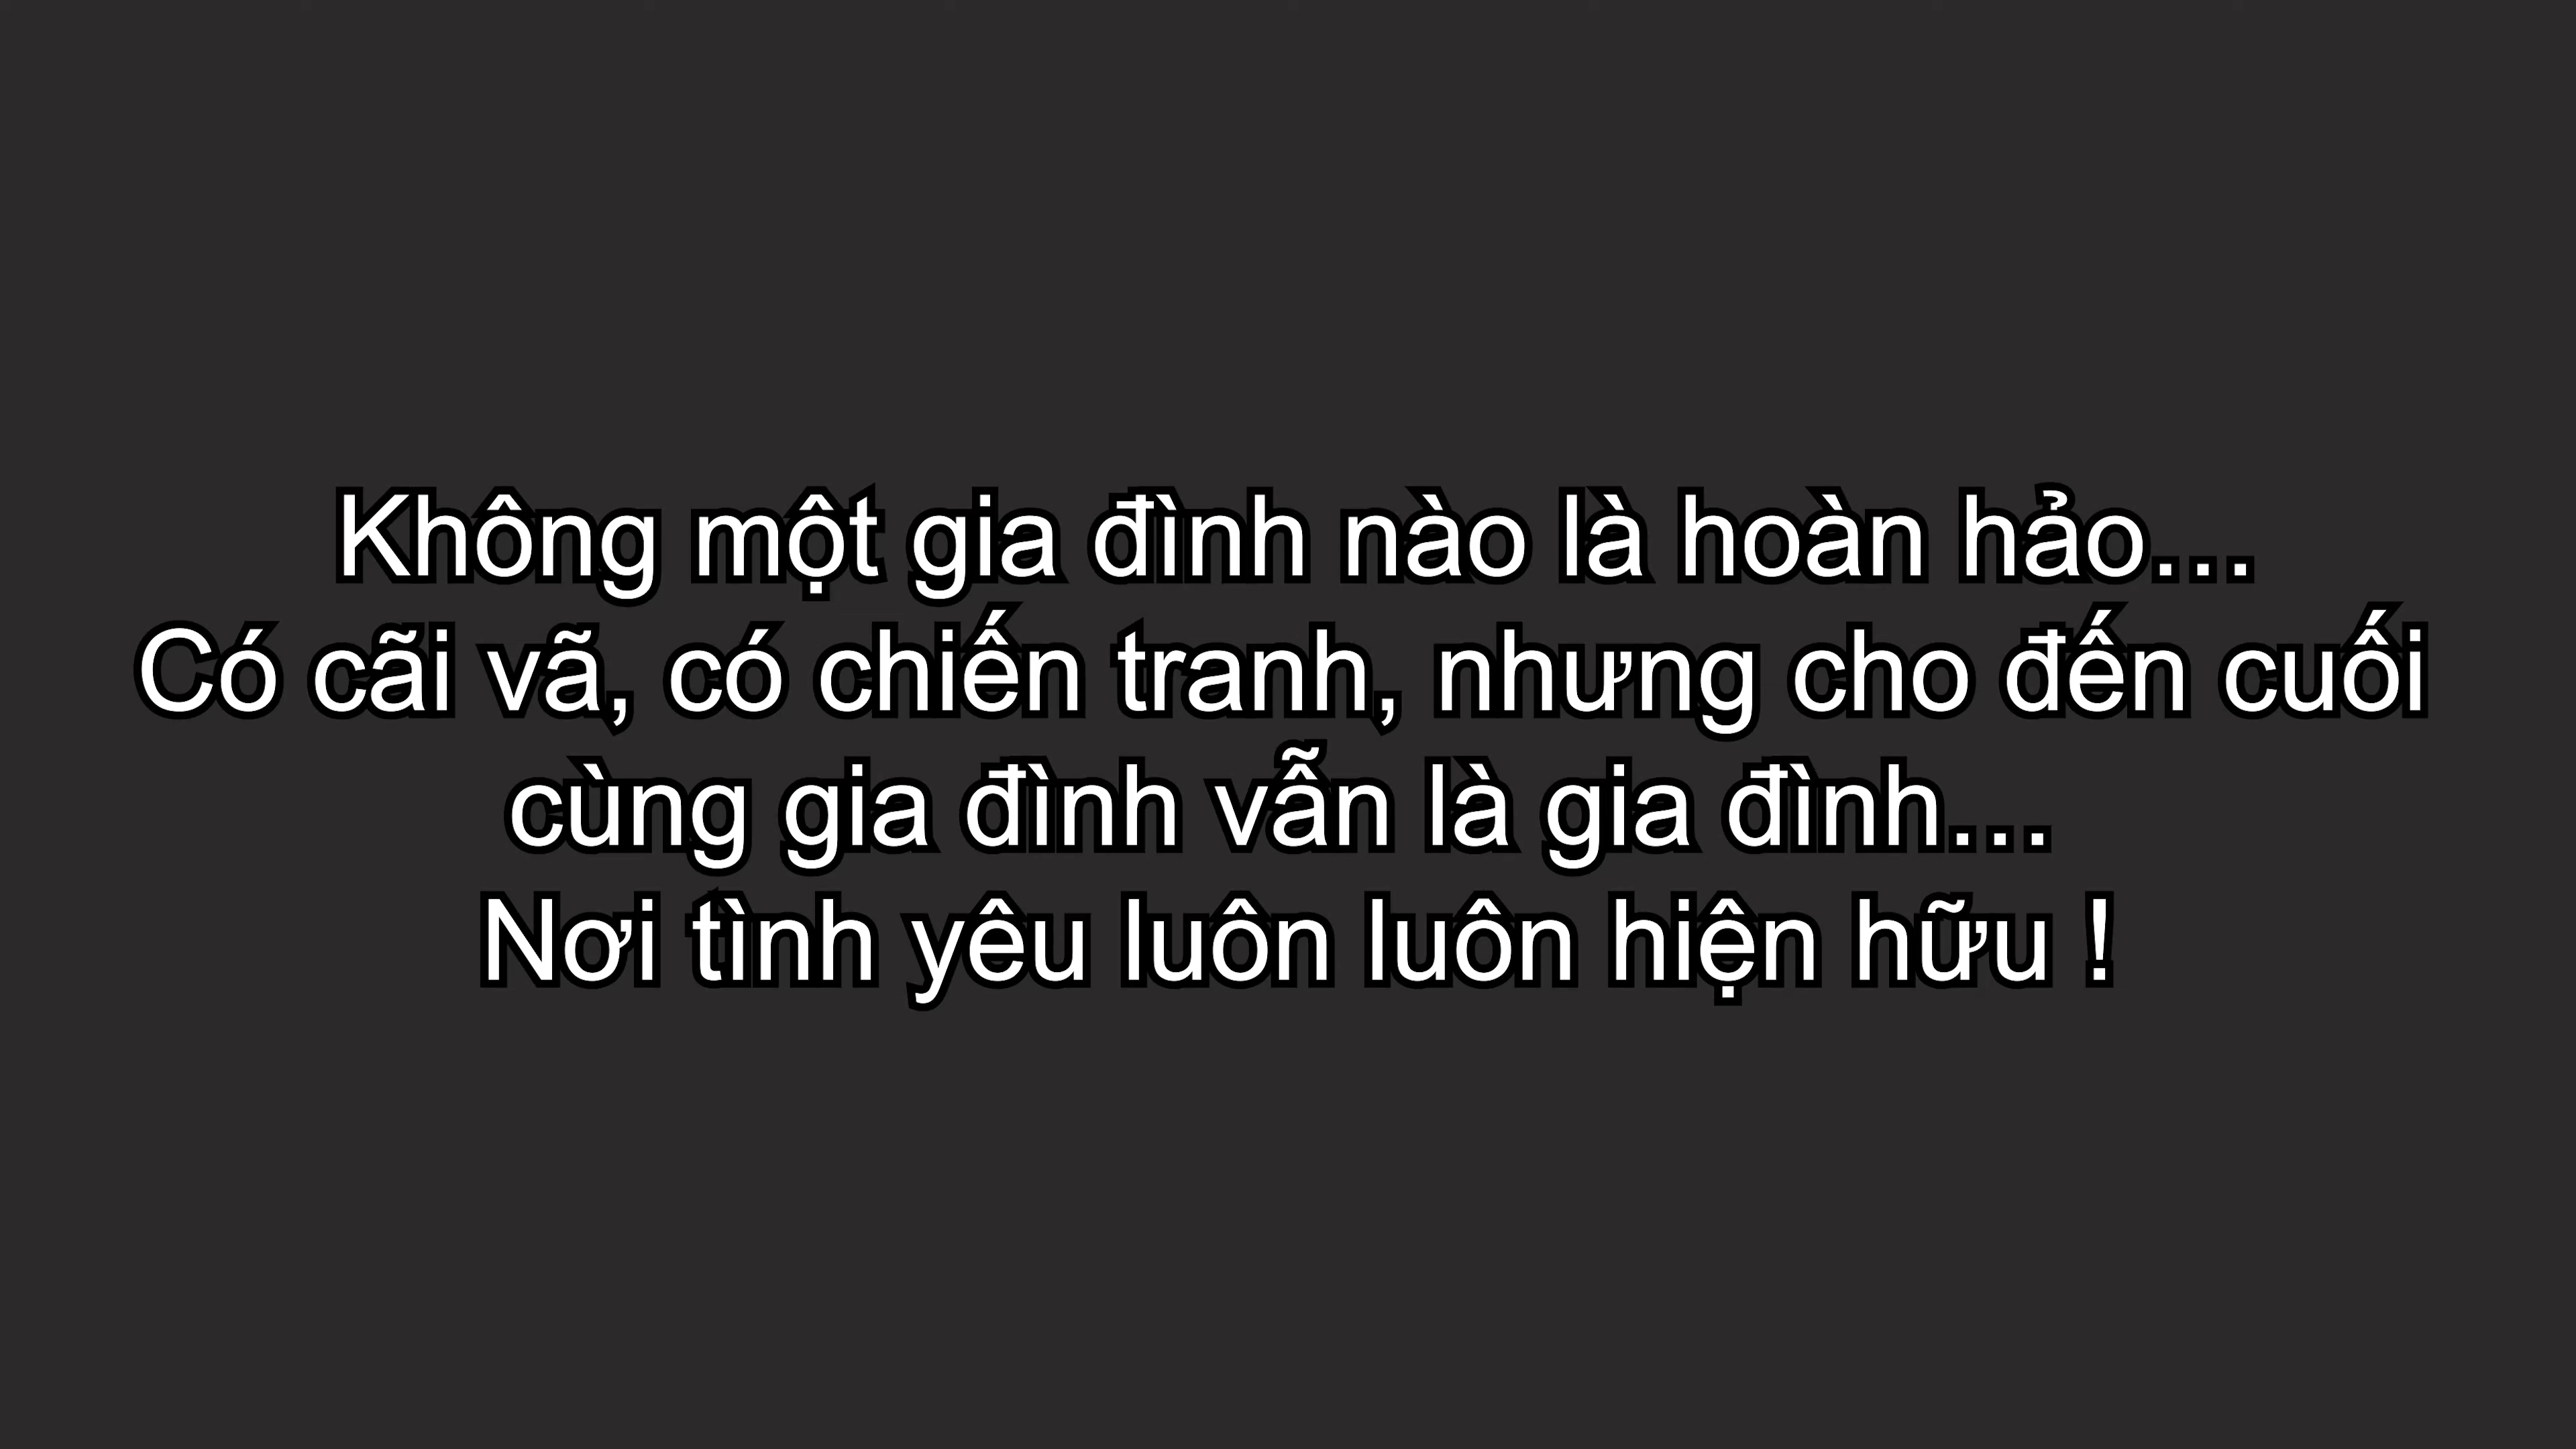 Không một gia đình nào là hoàn hảo...
Có cãi vã, có chiến tranh, nhưng cho đến cuối
cùng gia đình vẫn là gia đình...
Nơi tình yêu luôn luôn hiện hữu !